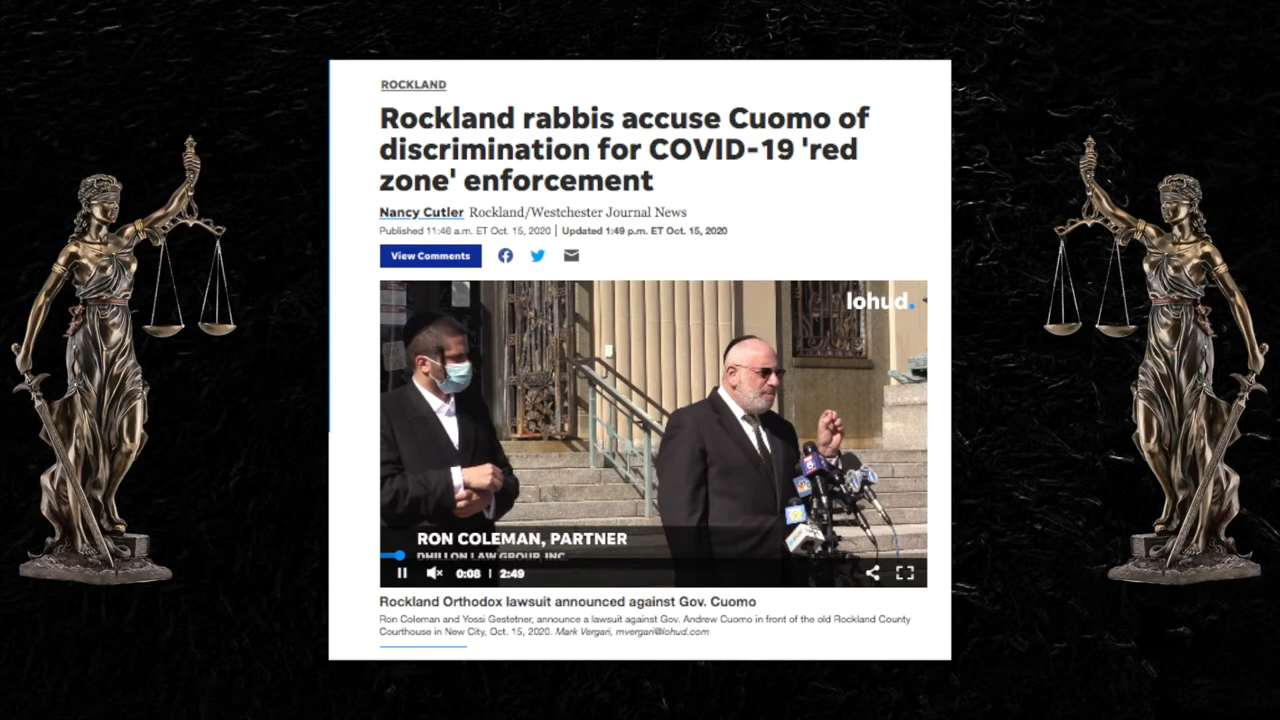 ROCKLAND
Rockland rabbis accuse Cuomo of
discrimination for COVID-19 'red
zone' enforcement
Nancy Cutler Rockland/Westchester Journal News
Published 11:46 a.m. ET Oct. 15, 2020 | Updated 1:49 p.m. ET Oct. 15, 2020
View Comments
lohud.
RON COLEMAN, PARTNER
DHILLON LAW GROUP, INC.
0:08 | 2:49
Rockland Orthodox lawsuit announced against Gov. Cuomo
Ron Coleman and Yossi Gestetner, announce a lawsuit against Gov. Andrew Cuomo in front of the old Rockland County
Courthouse in New City, Oct. 15, 2020. Mark Vergari, mvergari@lohud.com